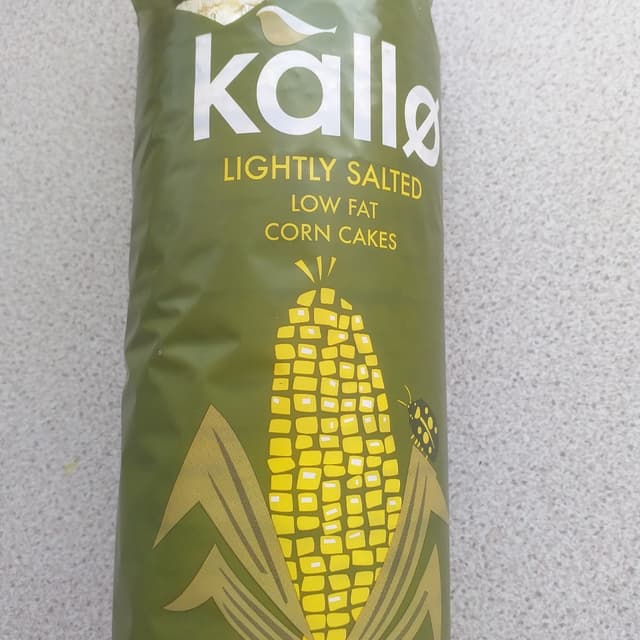 kallø
LIGHTLY SALTED
LOW FAT
CORN CAKES